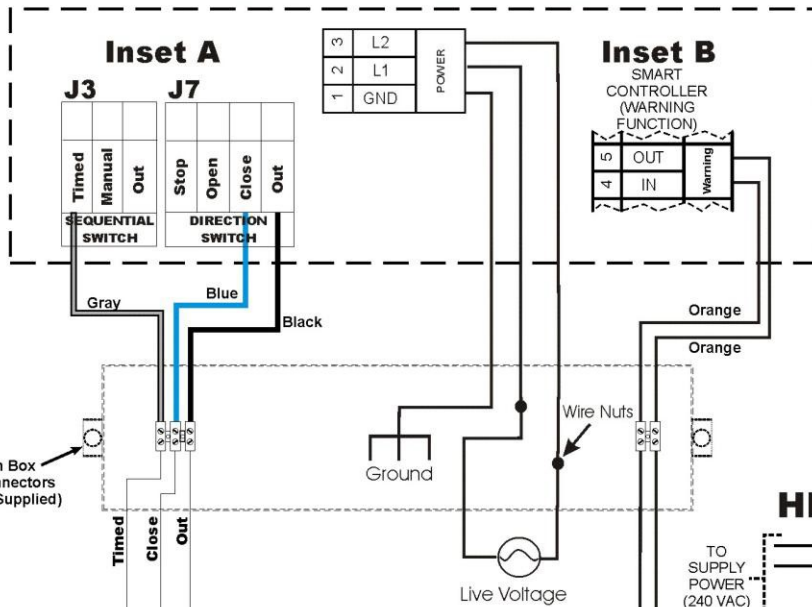 Inset A
J3
J7
Timed
Manual
Out
SEQUENTIAL
SWITCH
Stop
Open
Close
Out
DIRECTION
SWITCH
3
L2
2
L1
1
GND
POWER
Inset B
SMART
CONTROLLER
(WARNING
FUNCTION)
5
OUT
4
IN
Warning
Gray
Blue
Black
Orange
Orange
Wire Nuts
Ground
Box
Supplied)
Timed
Close
Out
Live Voltage
TO
SUPPLY
POWER
(240 VAC)